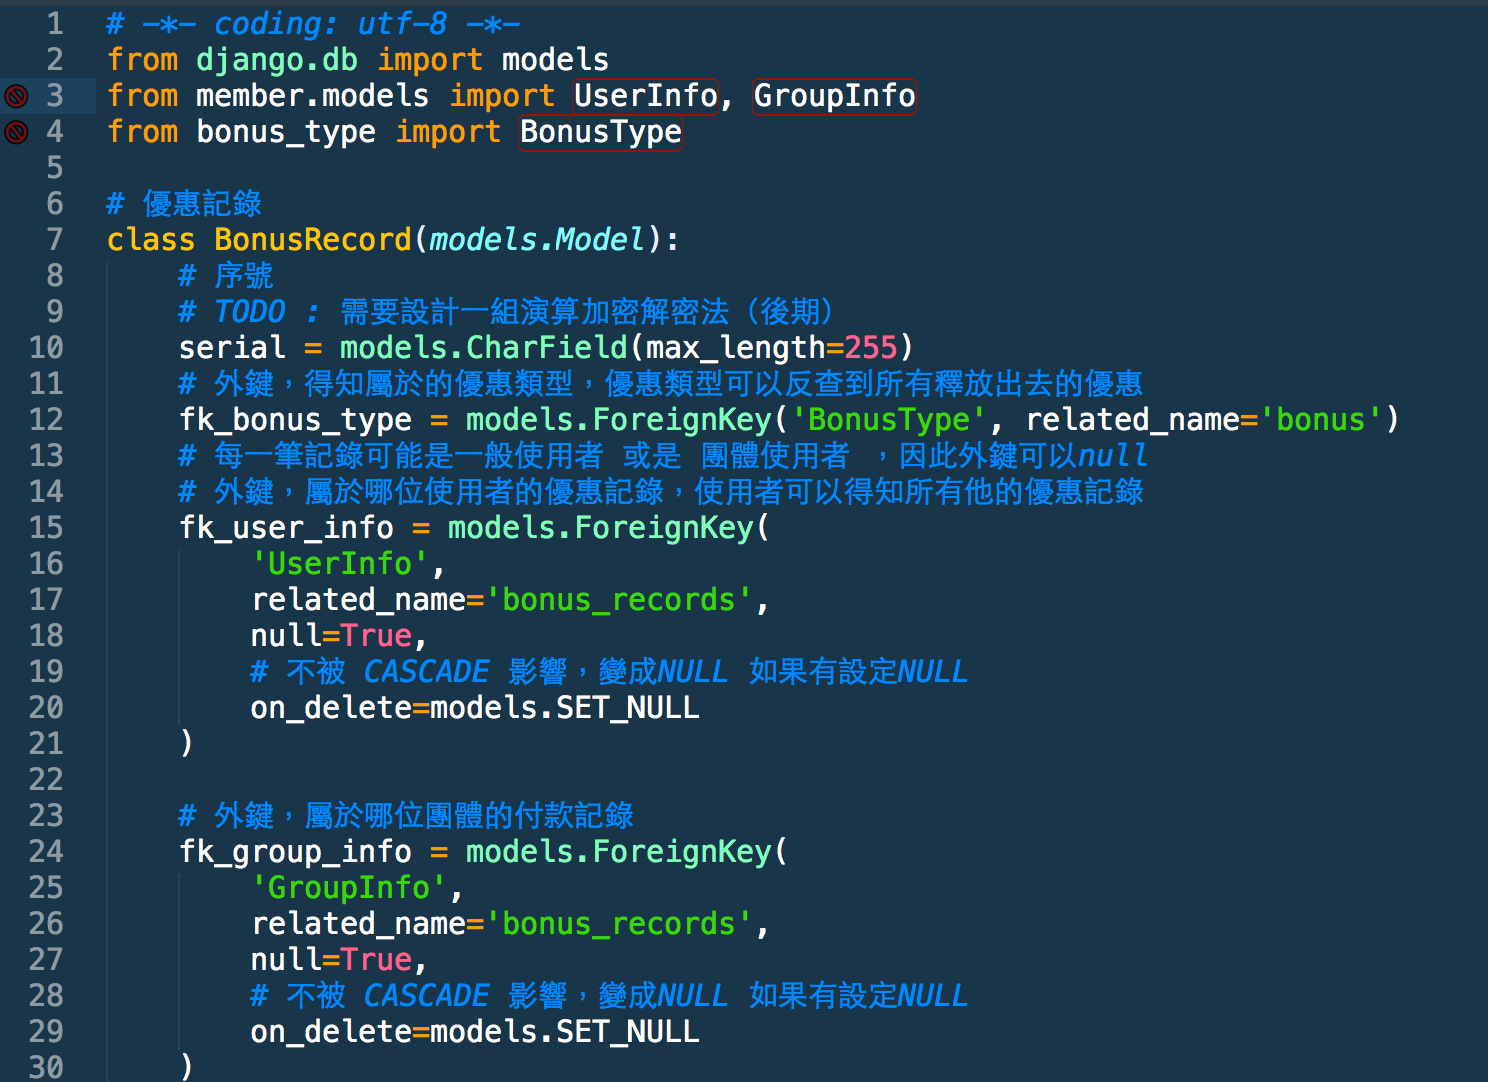 1 # -*- coding: utf-8 -*-
2 from django.db import models
3 from member.models import UserInfo, GroupInfo
4 from bonus_type import BonusType
5
6 # 優惠記錄
7 class BonusRecord(models.Model):
8     # 序號
9     # TODO : 需要設計一組演算加密解密法（後期）
10     serial = models.CharField(max_length=255)
11     # 外鍵，得知屬於的優惠類型，優惠類型可以反查到所有釋放出去的優惠
12     fk_bonus_type = models.ForeignKey('BonusType', related_name='bonus')
13     # 每一筆記錄可能是一般使用者 或是 團體使用者 ，因此外鍵可以null
14     # 外鍵，屬於哪位使用者的優惠記錄，使用者可以得知所有他的優惠記錄
15     fk_user_info = models.ForeignKey(
16         'UserInfo',
17         related_name='bonus_records',
18         null=True,
19         # 不被 CASCADE 影響，變成NULL 如果有設定NULL
20         on_delete=models.SET_NULL
21     )
22
23     # 外鍵，屬於哪位團體的付款記錄
24     fk_group_info = models.ForeignKey(
25         'GroupInfo',
26         related_name='bonus_records',
27         null=True,
28         # 不被 CASCADE 影響，變成NULL 如果有設定NULL
29         on_delete=models.SET_NULL
30     )